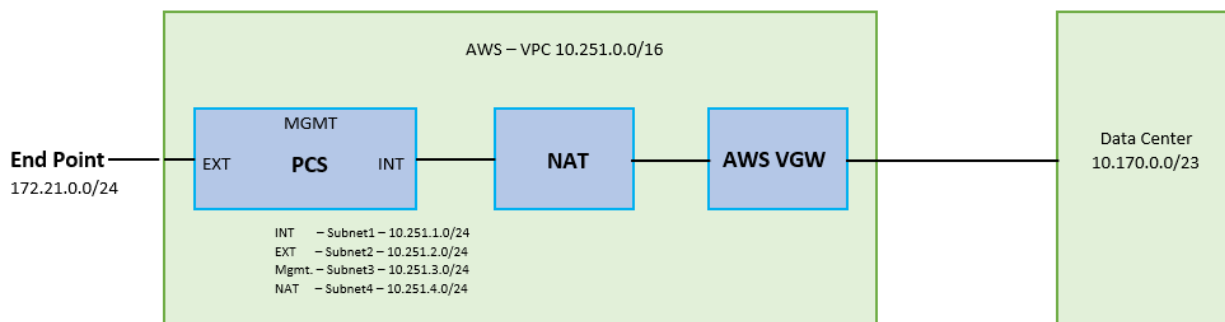 AWS – VPC 10.251.0.0/16
End Point
172.21.0.0/24
MGMT
EXT PCS INT
NAT
AWS VGW
Data Center
10.170.0.0/23
INT – Subnet1 – 10.251.1.0/24
EXT – Subnet2 – 10.251.2.0/24
Mgmt. – Subnet3 – 10.251.3.0/24
NAT – Subnet4 – 10.251.4.0/24